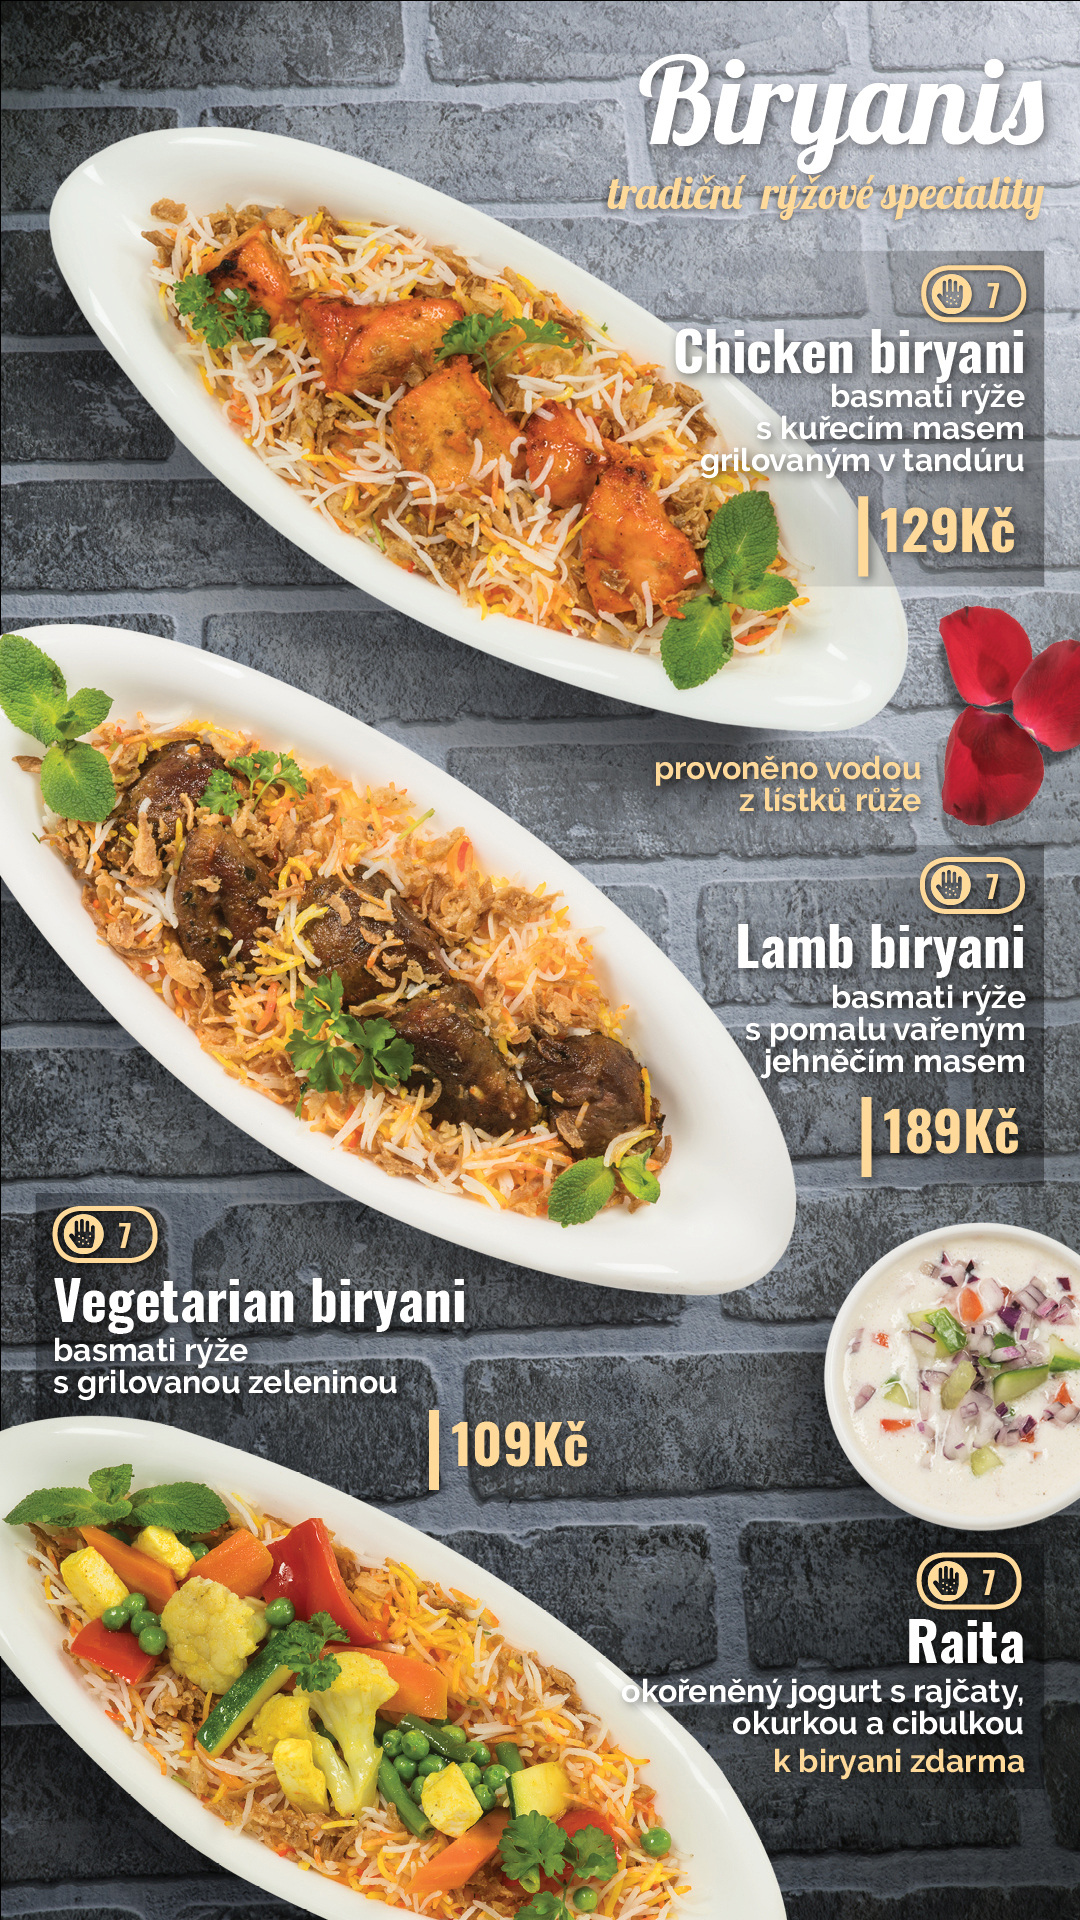 Biryanis
tradiční rýžové speciality
7
Chicken biryani
basmati rýže
s kuřecím masem
grilovaným v tandúru
129Kč
provoněno vodou
z lístků růže
7
Lamb biryani
basmati rýže
s pomalu vařeným
jehněčím masem
189Kč
7
Vegetarian biryani
basmati rýže
s grilovanou zeleninou
109Kč
7
Raita
okořeněný jogurt s rajčaty,
okurkou a cibulkou
k biryani zdarma